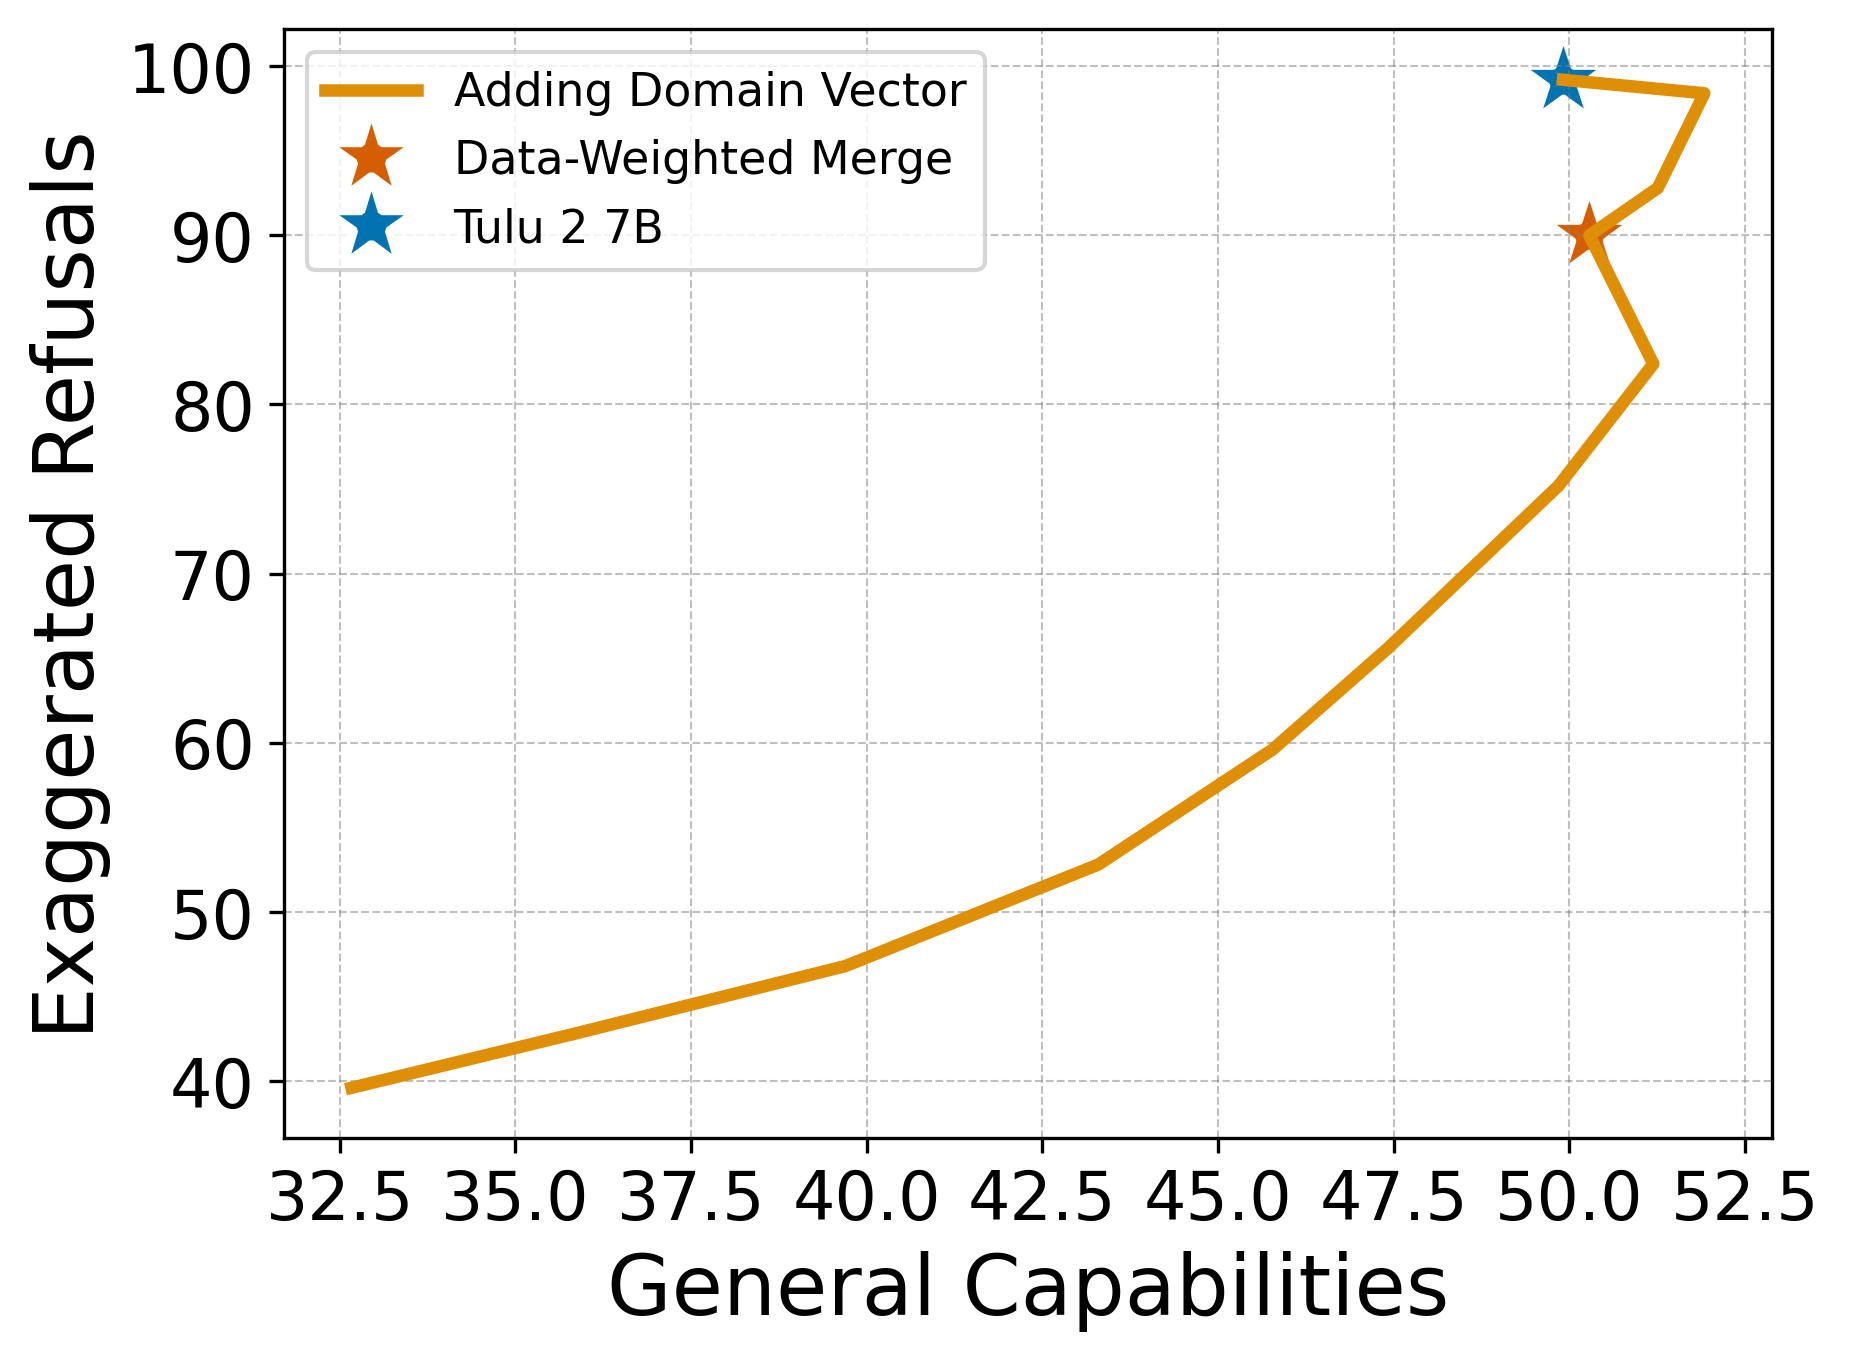 Adding Domain Vector
Data-Weighted Merge
Tulu 2 7B
Exaggerated Refusals
100
90
80
70
60
50
40
32.5 35.0 37.5 40.0 42.5 45.0 47.5 50.0 52.5
General Capabilities